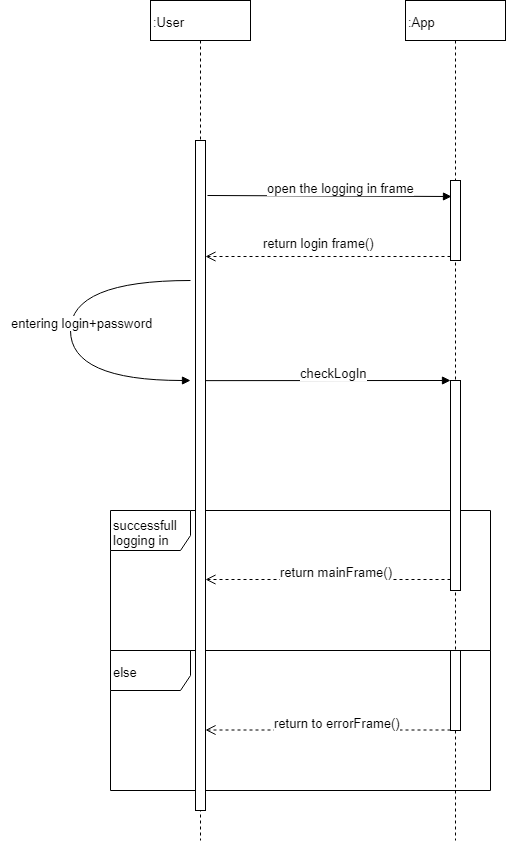 :User
:App
open the logging in frame
return login frame()
entering login+password
checkLogIn
successfull
logging in
return mainFrame()
else
return to errorFrame()